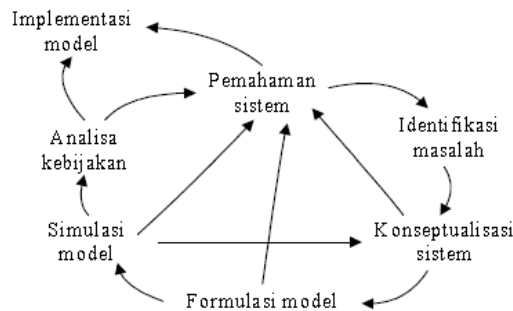 Implementasi
model
Pemahaman
sistem
Identifikasi
masalah
Analisa
kebijakan
Simulasi
model
Konseptualisasi
sistem
Formulasi model